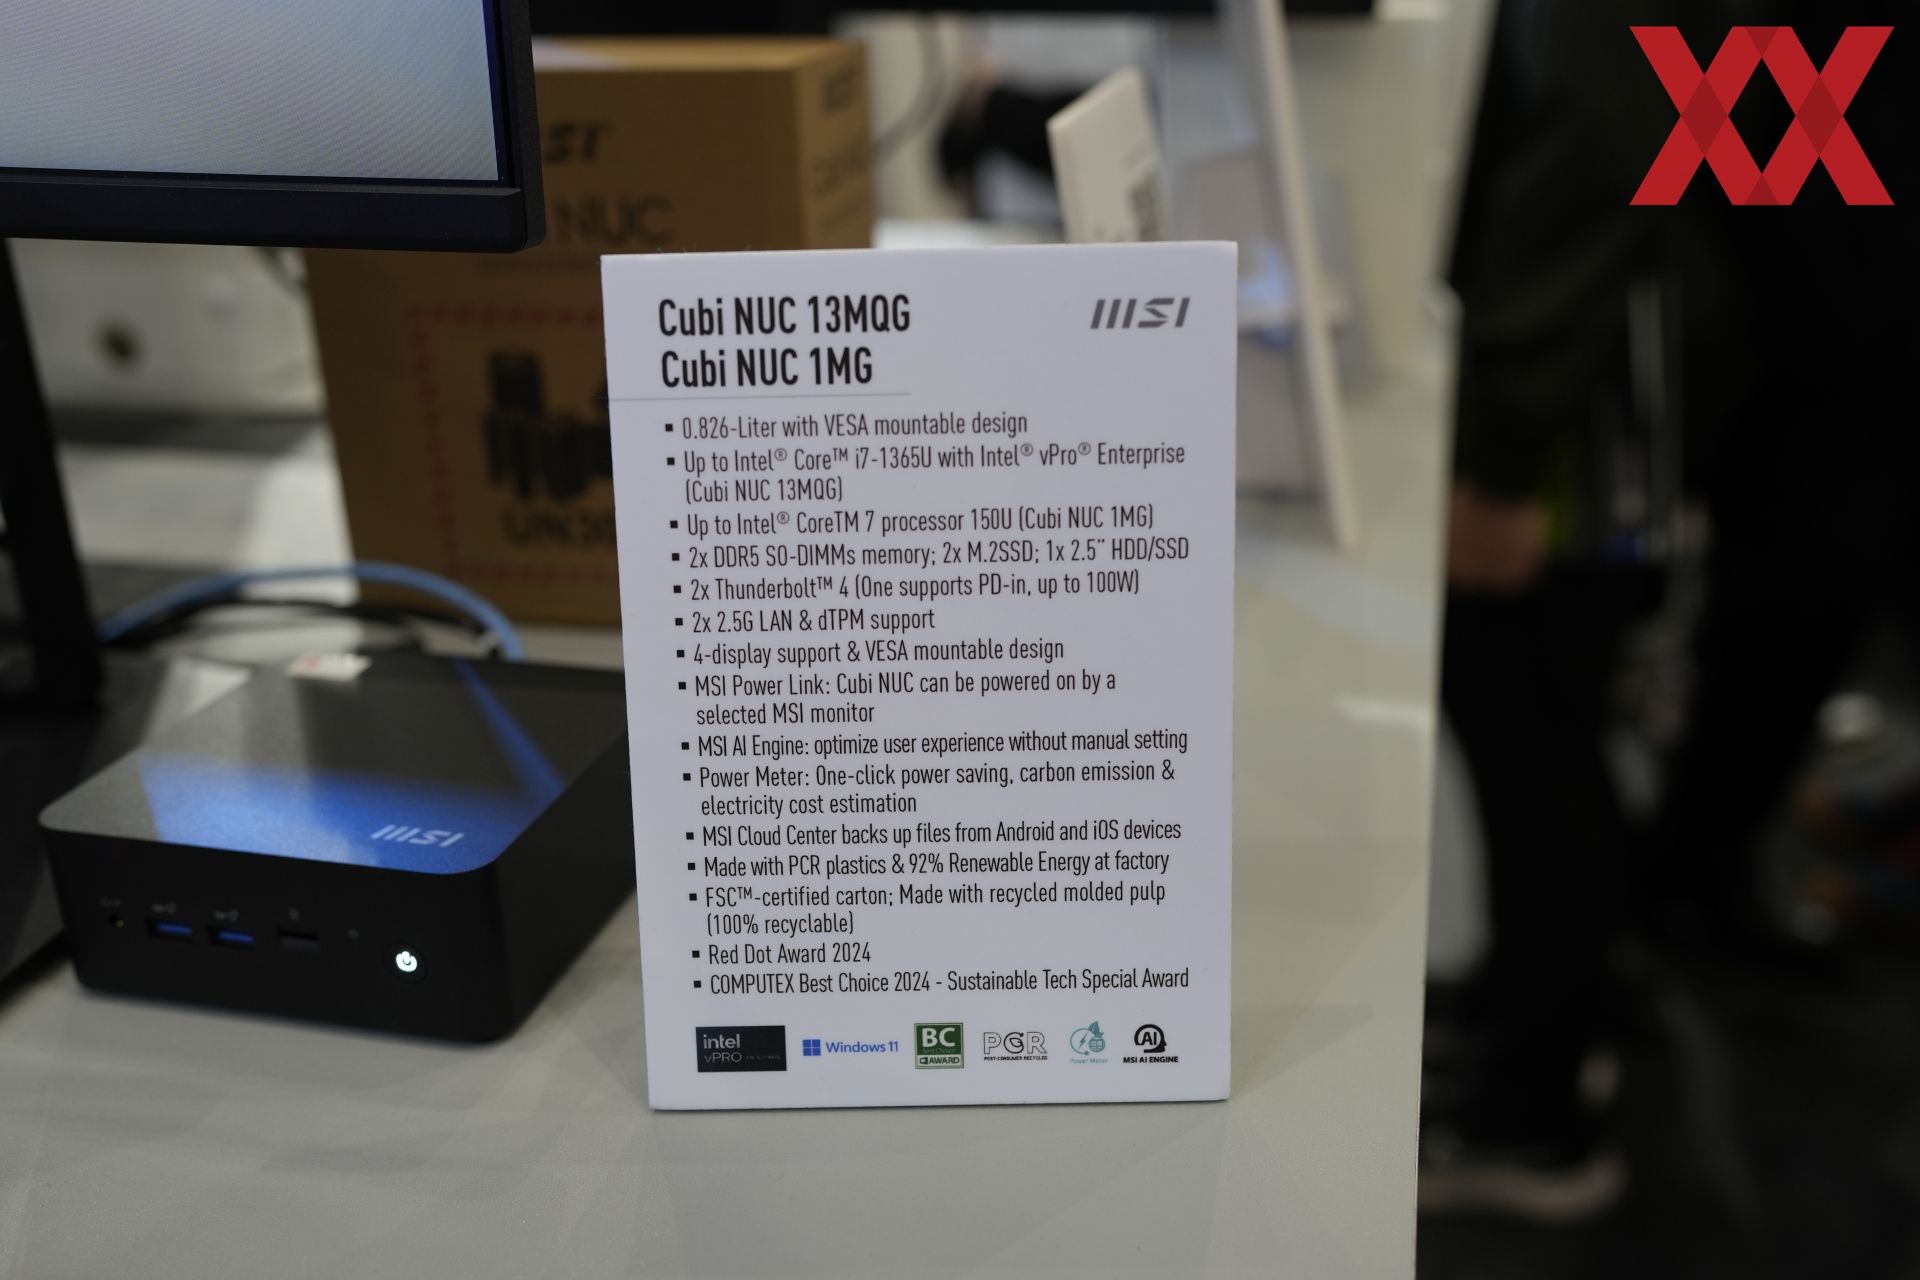 NUC
Cubi NUC 13MQG
Cubi NUC 1MG
msi
▪ 0.826-Liter with VESA mountable design
▪ Up to Intel® Core™ i7-1365U with Intel® vPro® Enterprise
(Cubi NUC 13MQG)
▪ Up to Intel® CoreTM 7 processor 150U (Cubi NUC 1MG)
▪ 2x DDR5 SO-DIMMs memory; 2x M.2SSD; 1x 2.5" HDD/SSD
▪ 2x Thunderbolt™ 4 (One supports PD-in, up to 100W)
▪ 2x 2.5G LAN & dTPM support
▪ 4-display support & VESA mountable design
▪ MSI Power Link: Cubi NUC can be powered on by a
selected MSI monitor
▪ MSI AI Engine: optimize user experience without manual setting
▪ Power Meter: One-click power saving, carbon emission &
electricity cost estimation
▪ MSI Cloud Center backs up files from Android and iOS devices
▪ Made with PCR plastics & 92% Renewable Energy at factory
▪ FSC™-certified carton; Made with recycled molded pulp
(100% recyclable)
▪ Red Dot Award 2024
▪ COMPUTEX Best Choice 2024 - Sustainable Tech Special Award
intel
vPRO ENTERPRISE
Windows 11
BC
Best Choice
AWARD
PCR
POST-CONSUMER RECYCLED
Power Meter
AI
MSI AI ENGINE
msi